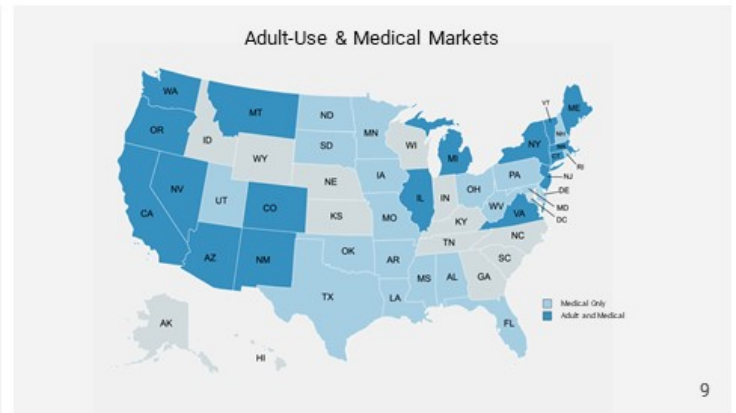 Adult-Use & Medical Markets
WA
MT
ND
MN
VT
ME
OR
ID
SD
WI
MI
NY
NH
MA
CT
RI
WY
IA
PA
NJ
NE
IL
IN
OH
DE
NV
UT
CO
KS
MO
KY
WV
VA
MD
DC
CA
AZ
NM
OK
AR
TN
NC
SC
MS
AL
GA
TX
LA
FL
AK
HI
Medical Only
Adult and Medical
9